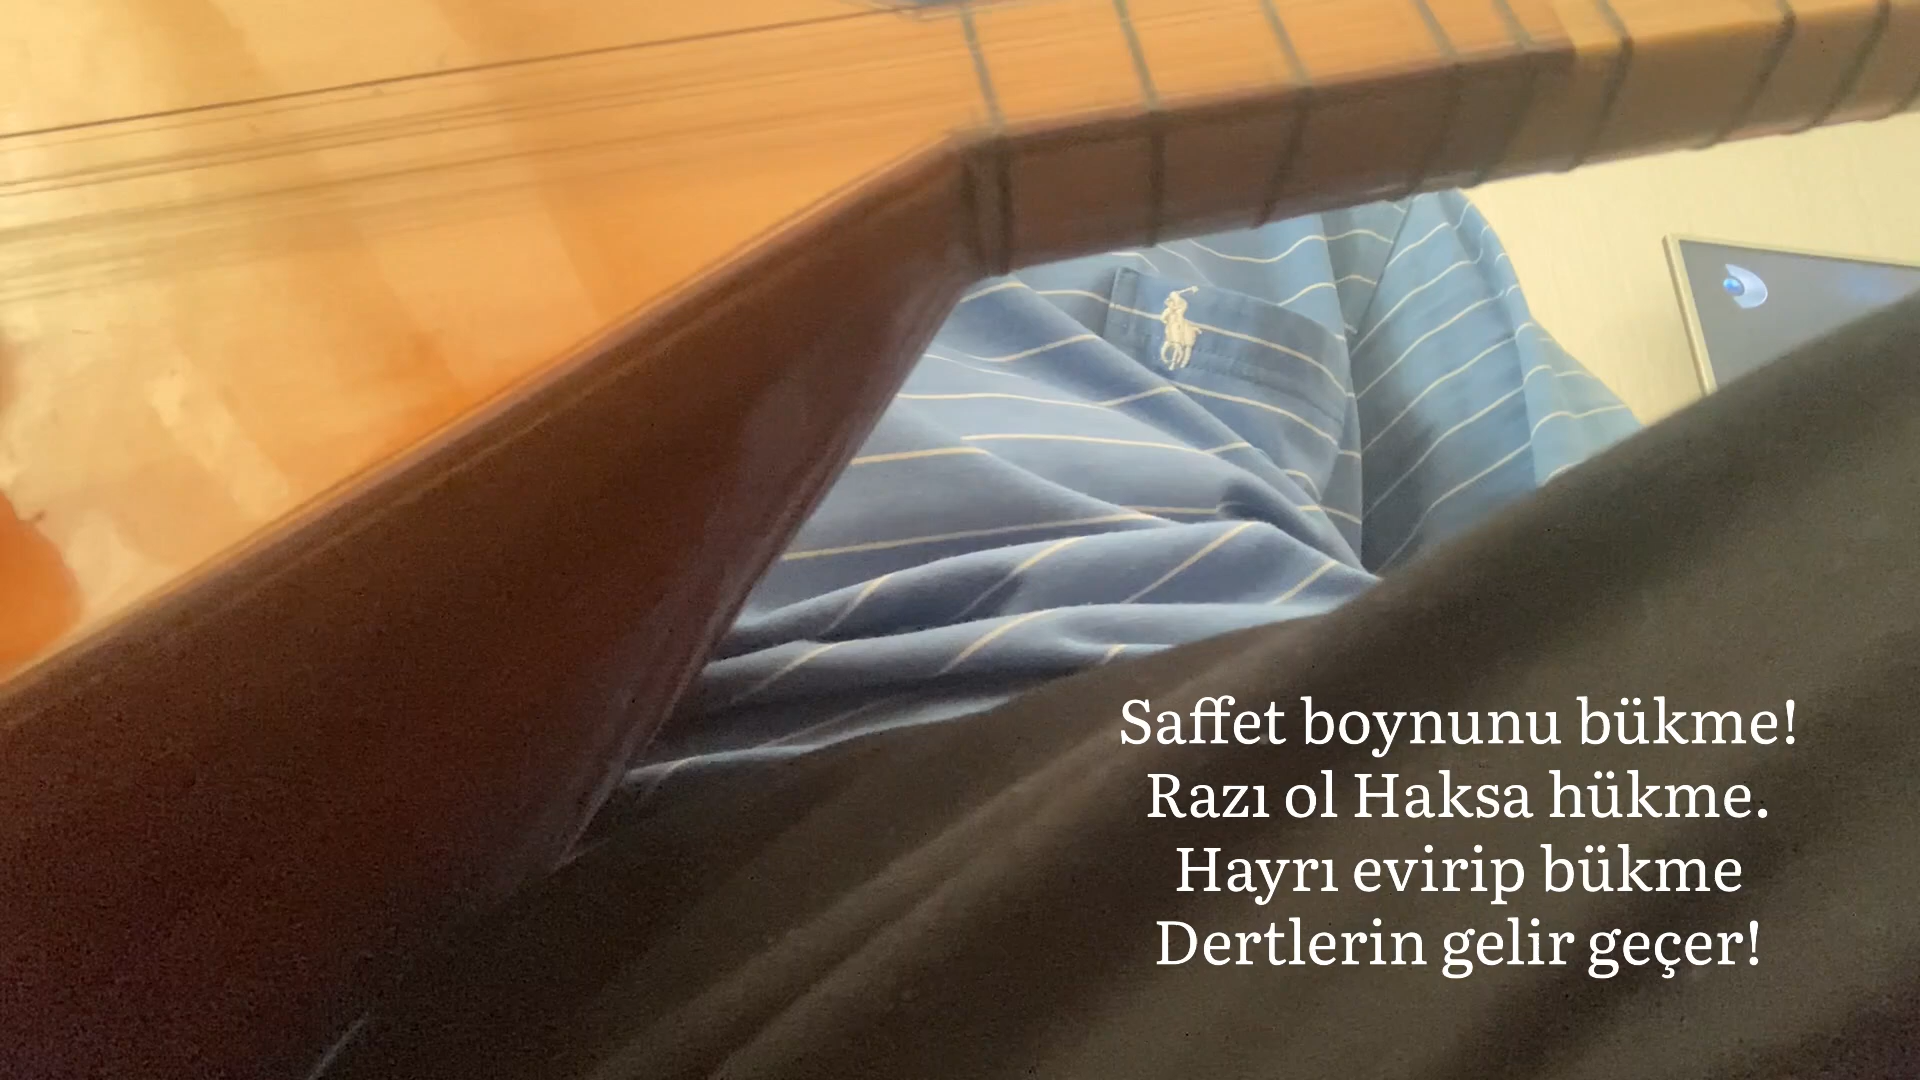 Saffet boynunu bükme!
Razı ol Haksa hükme.
Hayrı evirip bükme
Dertlerin gelir geçer!